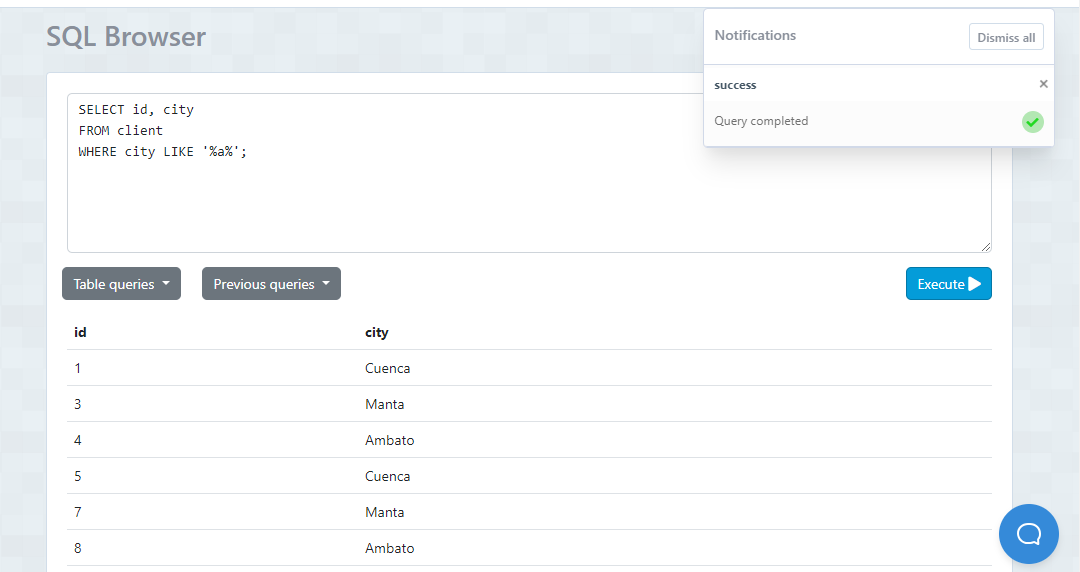 SQL Browser
Notifications
Dismiss all
success
×
Query completed
SELECT id, city
FROM client
WHERE city LIKE '%a%';
Table queries
Previous queries
Execute
id city
1 Cuenca
3 Manta
4 Ambato
5 Cuenca
7 Manta
8 Ambato